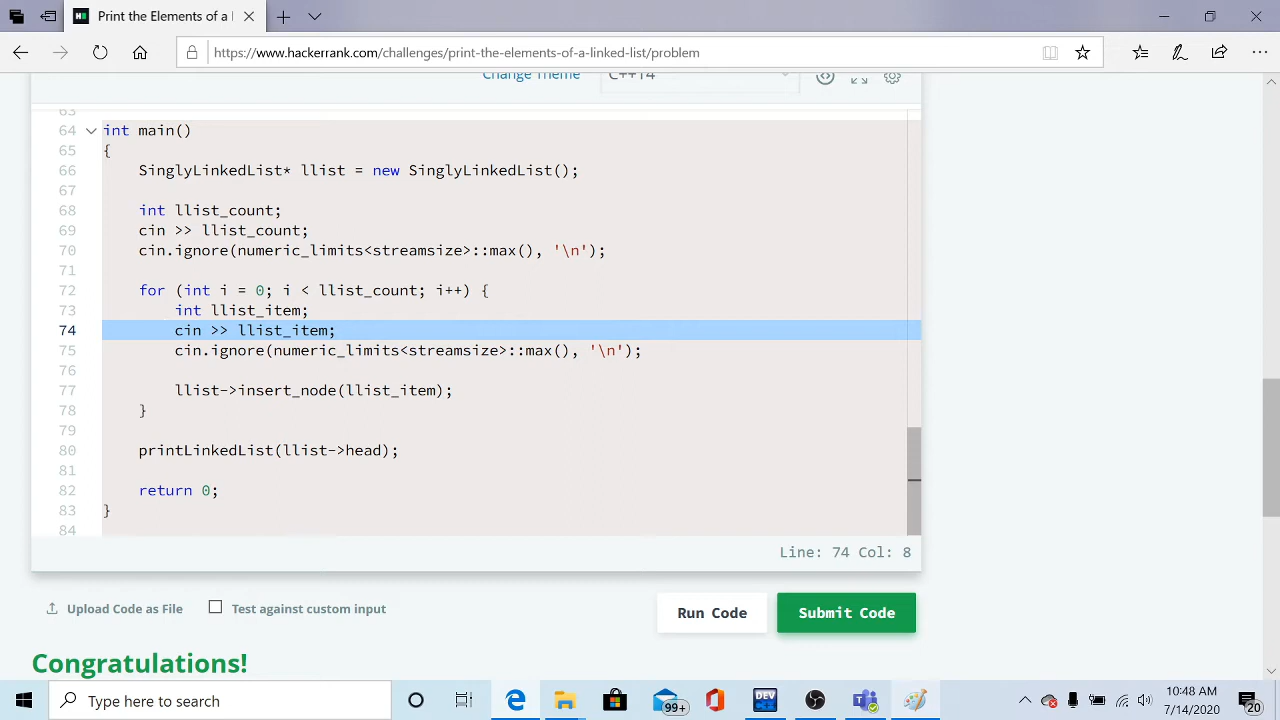 Print the Elements of a l
https://www.hackerrank.com/challenges/print-the-elements-of-a-linked-list/problem
Change Theme C++14
63
64 int main()
65 {
66 SinglyLinkedList* llist = new SinglyLinkedList();
67
68 int llist_count;
69 cin >> llist_count;
70 cin.ignore(numeric_limits<streamsize>::max(), '\n');
71
72 for (int i = 0; i < llist_count; i++) {
73 int llist_item;
74 cin >> llist_item;
75 cin.ignore(numeric_limits<streamsize>::max(), '\n');
76
77 llist->insert_node(llist_item);
78 }
79
80 printLinkedList(llist->head);
81
82 return 0;
83 }
84
Line: 74 Col: 8
Upload Code as File Test against custom input Run Code Submit Code
Congratulations!
Type here to search
99+
DEV
10:48 AM
7/14/2020
20